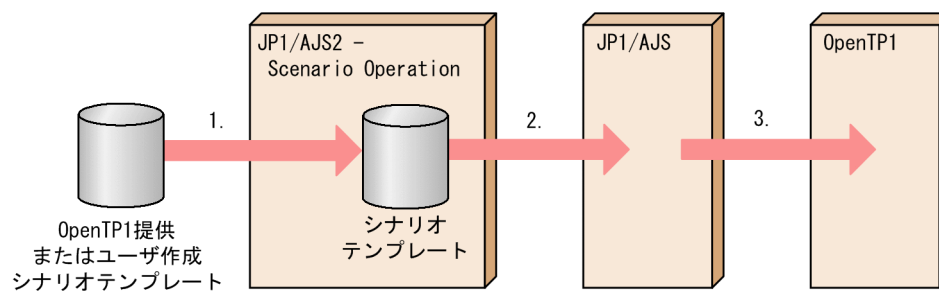 JP1/AJS2 -
Scenario Operation
JP1/AJS
OpenTP1
1.
2.
3.
OpenTP1提供
またはユーザ作成
シナリオテンプレート
シナリオ
テンプレート